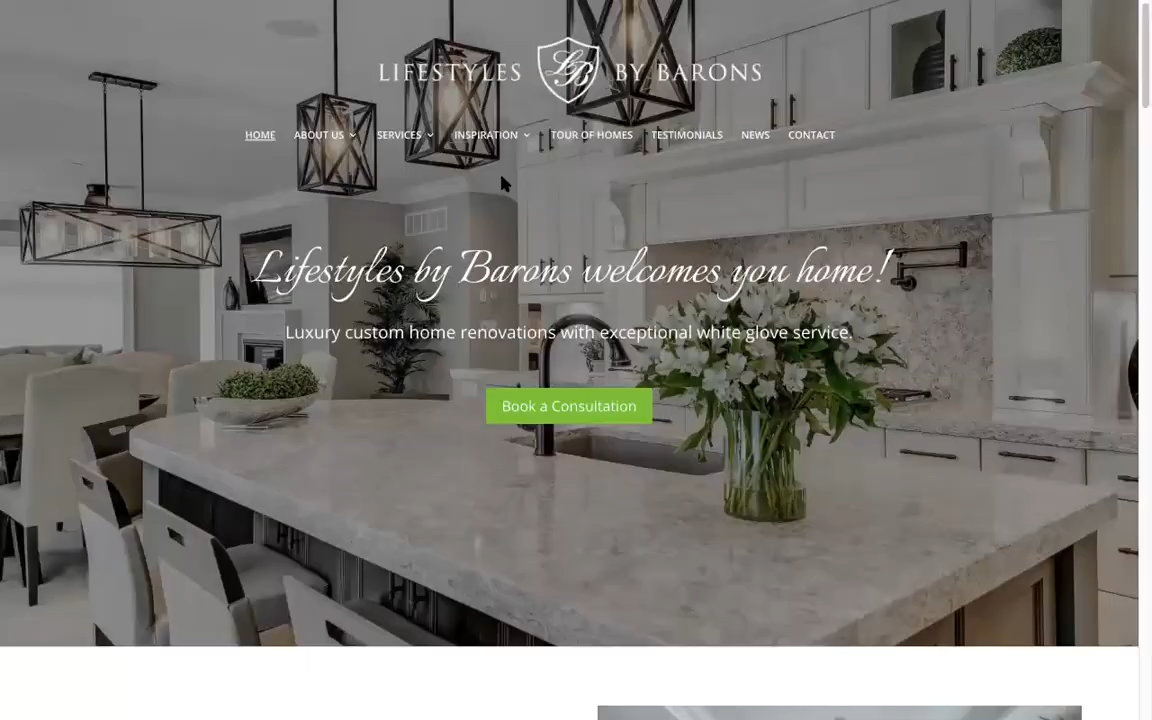 LIFESTYLES LB BY BARONS
HOME ABOUT US SERVICES INSPIRATION TOUR OF HOMES TESTIMONIALS NEWS CONTACT
Lifestyles by Barons welcomes you home!
Luxury custom home renovations with exceptional white glove service.
Book a Consultation